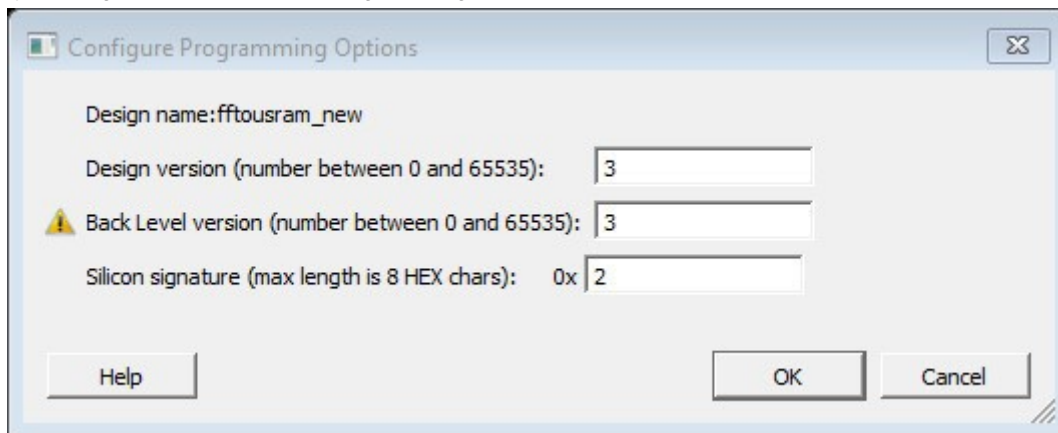 Configure Programming Options
Design name:fftousram_new
Design version (number between 0 and 65535): 3
Back Level version (number between 0 and 65535): 3
Silicon signature (max length is 8 HEX chars): 0x 2
Help OK Cancel